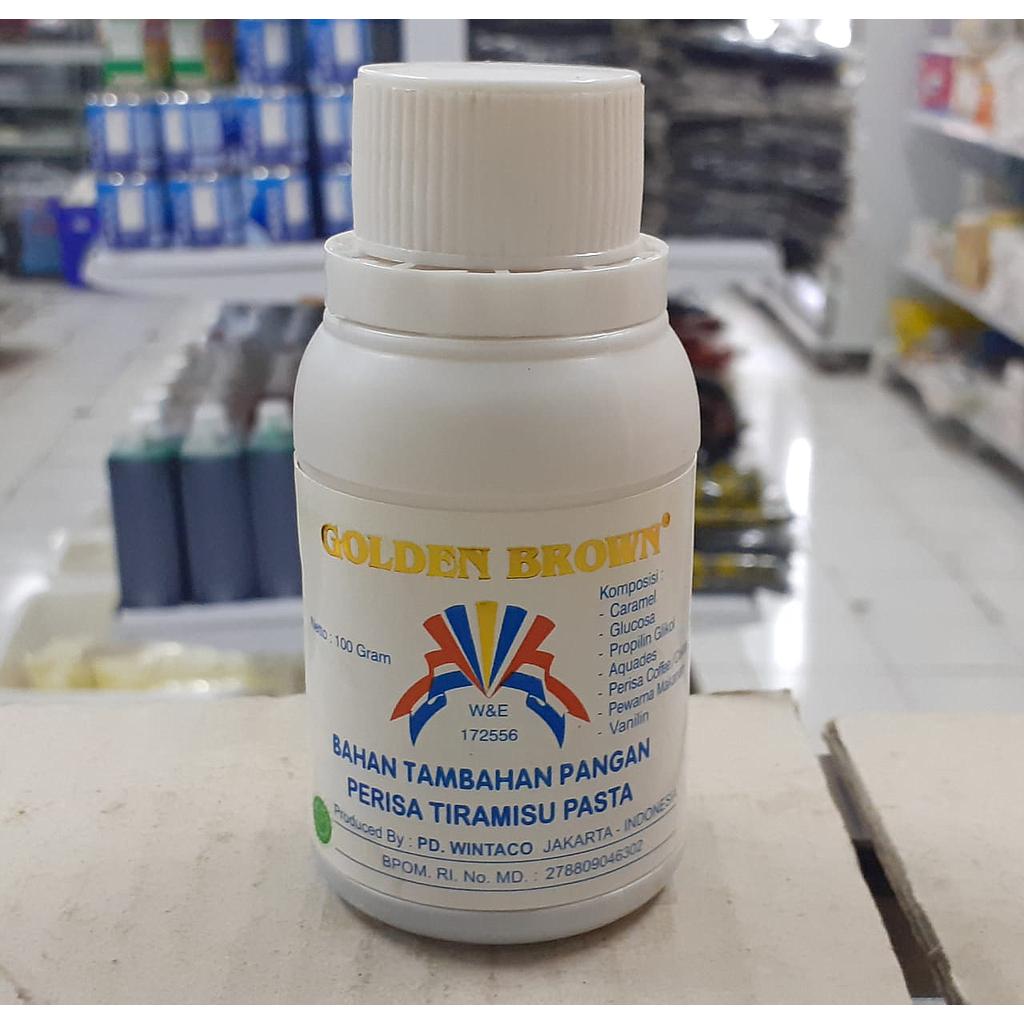 GOLDEN BROWN®
Netto : 100 Gram
Komposisi :
- Caramel
- Glucosa
- Propilin Glikol
- Aquades
- Perisa Coffee
- Pewarna
- Vanilin
W&E
172556
BAHAN TAMBAHAN PANGAN
PERISA TIRAMISU PASTA
Produced By : PD. WINTACO JAKARTA - INDONESIA
BPOM. RI. No. MD. : 278809046302